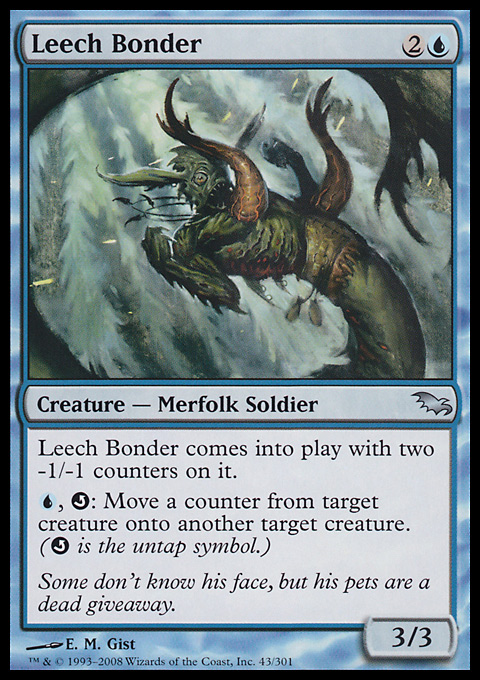 Leech Bonder 2
Creature — Merfolk Soldier
Leech Bonder comes into play with two
-1/-1 counters on it.
, : Move a counter from target
creature onto another target creature.
( is the untap symbol.)
Some don't know his face, but his pets are a
dead giveaway.
3/3
E. M. Gist
™ & © 1993–2008 Wizards of the Coast, Inc. 43/301